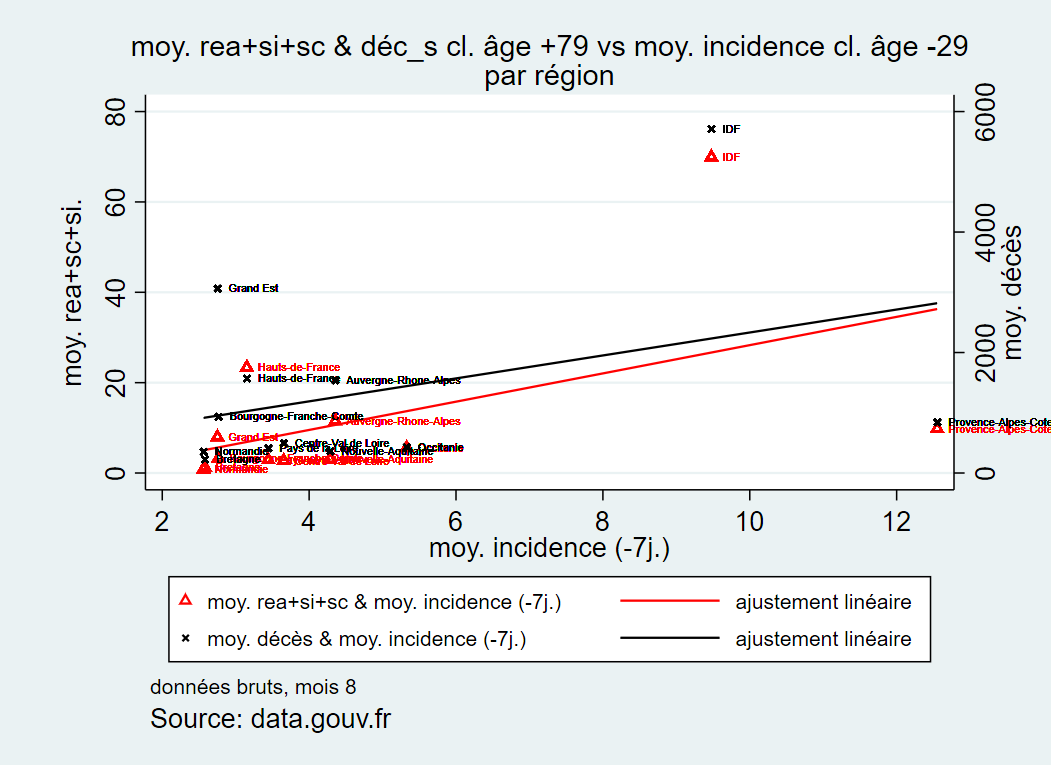 moy. rea+si+sc & déc_s cl. âge +79 vs moy. incidence cl. âge -29
par région
80
60
40
20
0
moy. rea+sc+si.
6000
4000
2000
0
moy. décès
IDF
IDF
Grand Est
Hauts-de-France
Hauts-de-France
Auvergne-Rhone-Alpes
Bourgogne-Franche-Comte
Auvergne-Rhone-Alpes
Provence-Alpes-Cote
Provence-Alpes-Cote
Grand Est
Centre-Val de Loire
Pays de la Loire
Occitanie
Normandie
Nouvelle-Aquitaine
Bretagne
Normandie
2
4
6
8
10
12
moy. incidence (-7j.)
moy. rea+si+sc & moy. incidence (-7j.)
ajustement linéaire
moy. décès & moy. incidence (-7j.)
ajustement linéaire
données bruts, mois 8
Source: data.gouv.fr